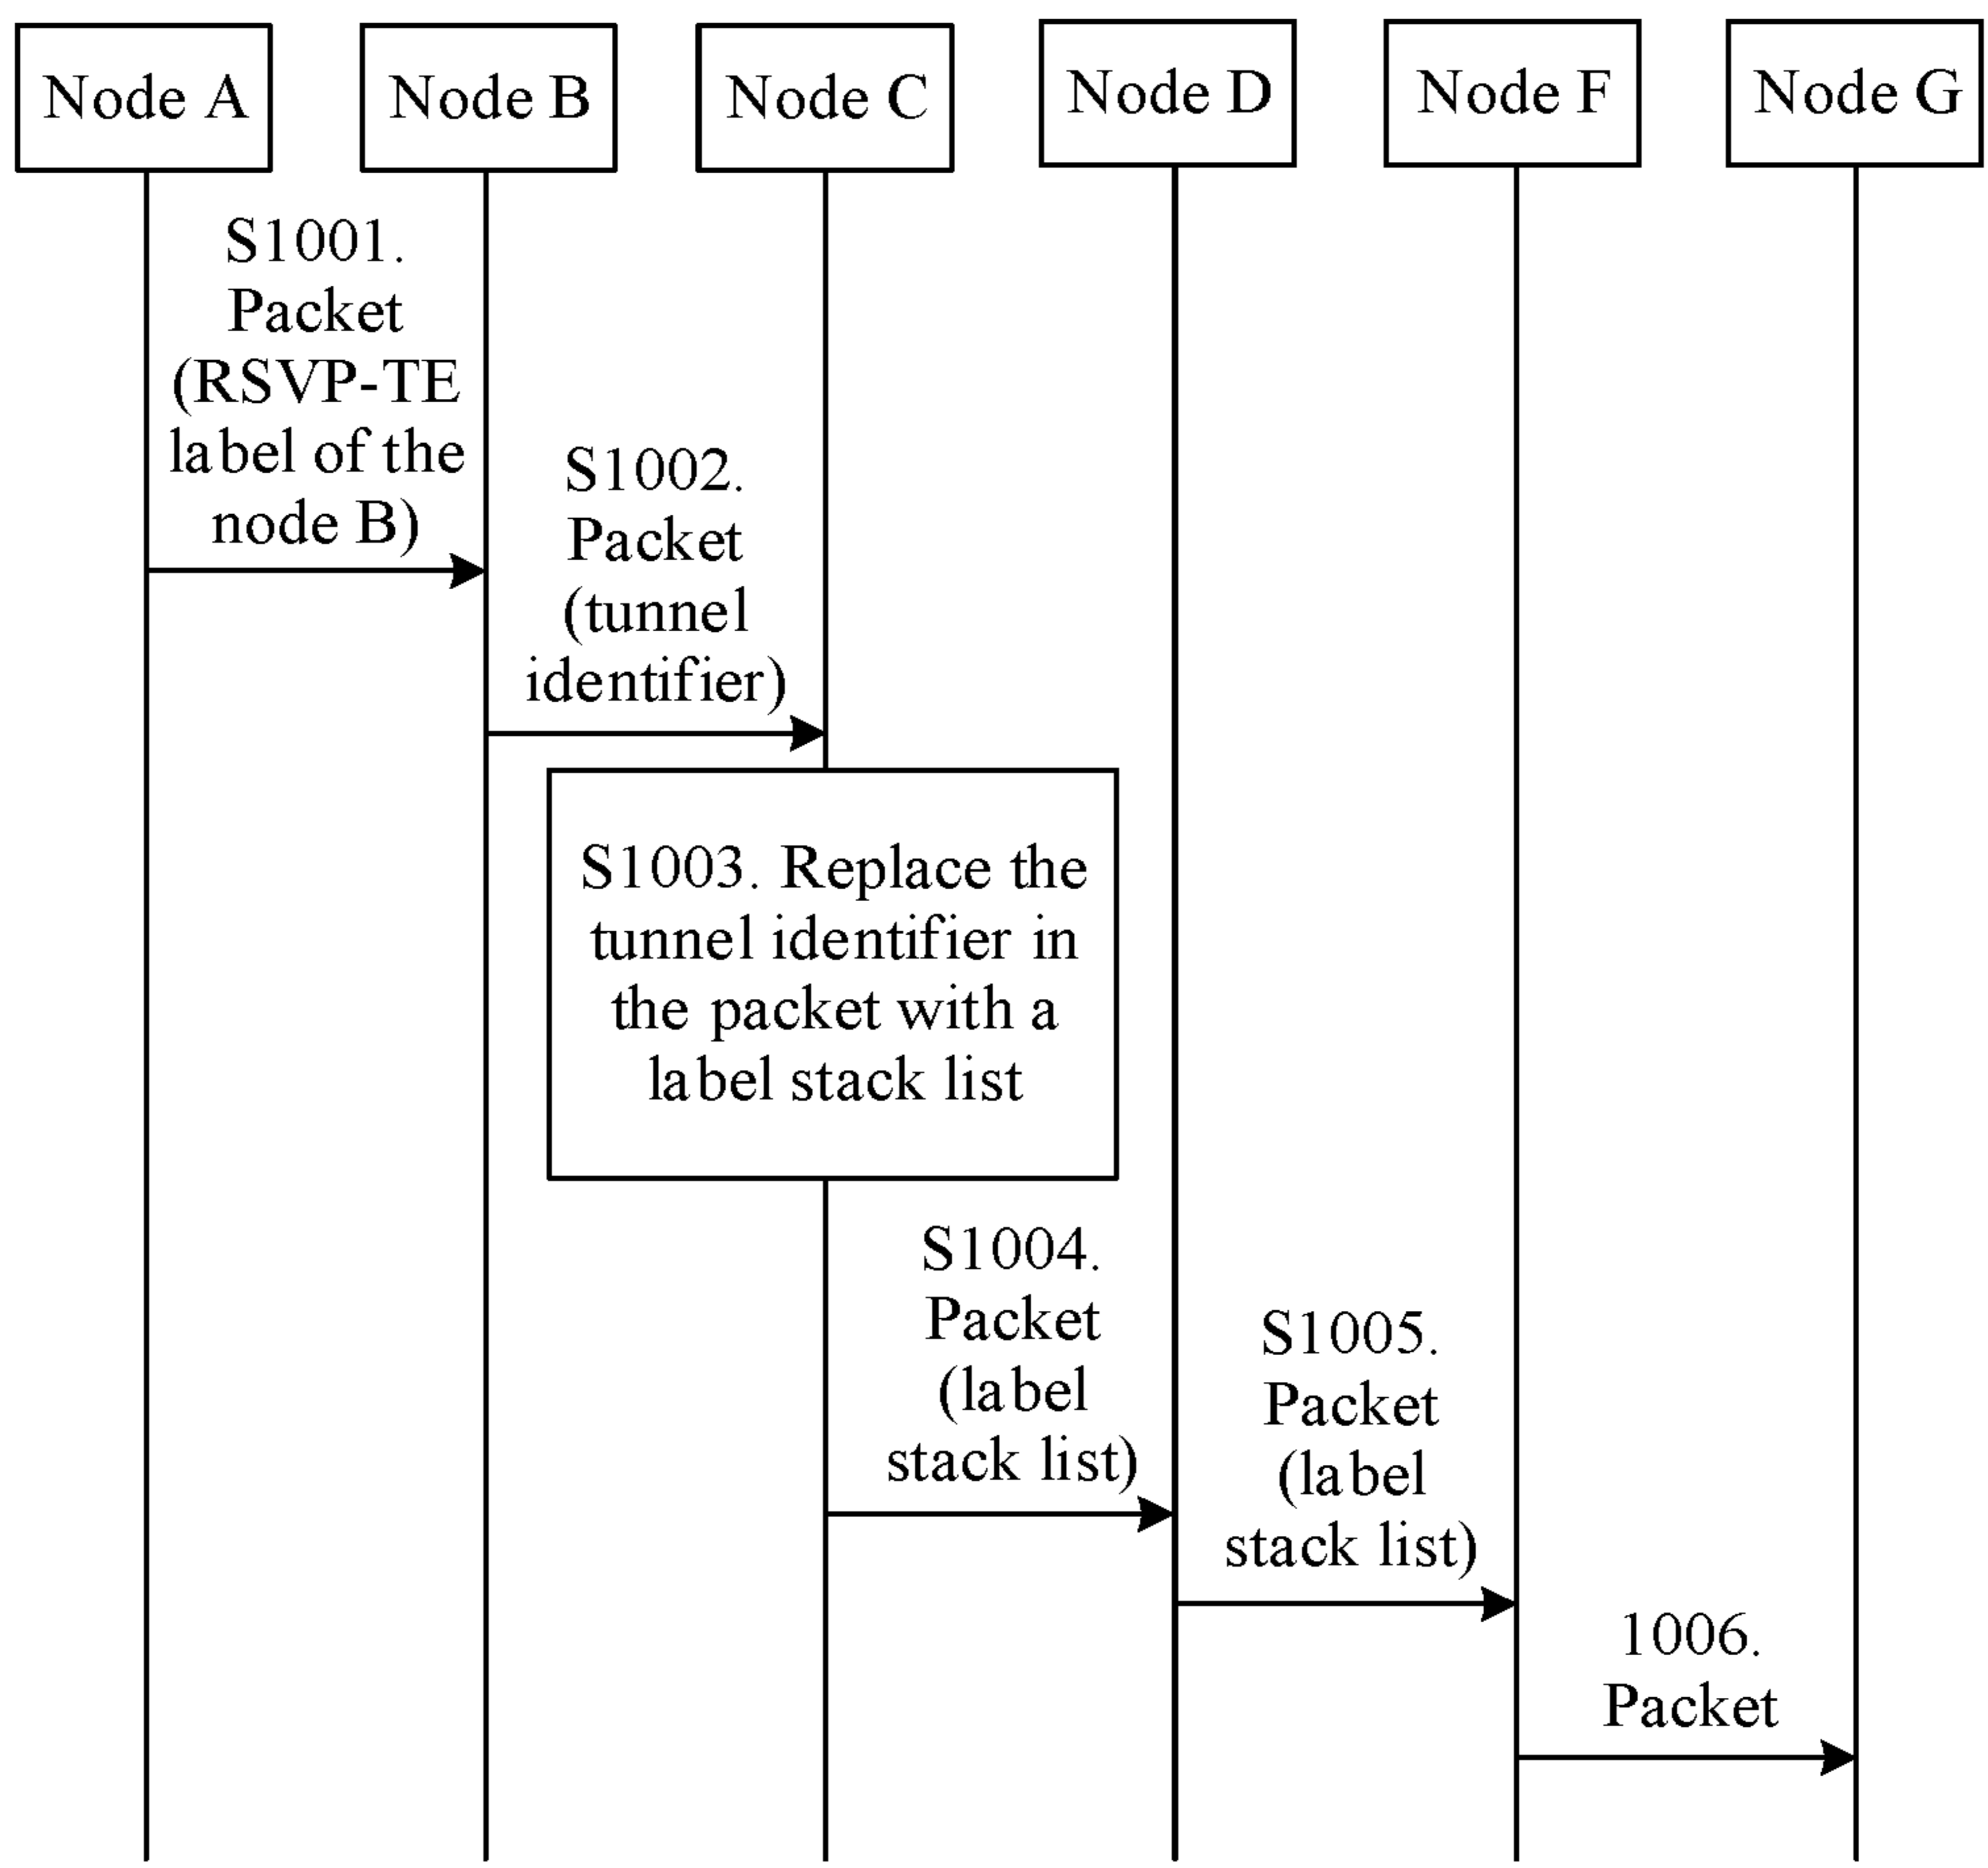 Node A
Node B
Node C
Node D
Node F
Node G
S1001.
Packet
(RSVP-TE
label of the
node B)
S1002.
Packet
(tunnel
identifier)
S1003. Replace the
tunnel identifier in
the packet with a
label stack list
S1004.
Packet
(label
stack list)
S1005.
Packet
(label
stack list)
1006.
Packet